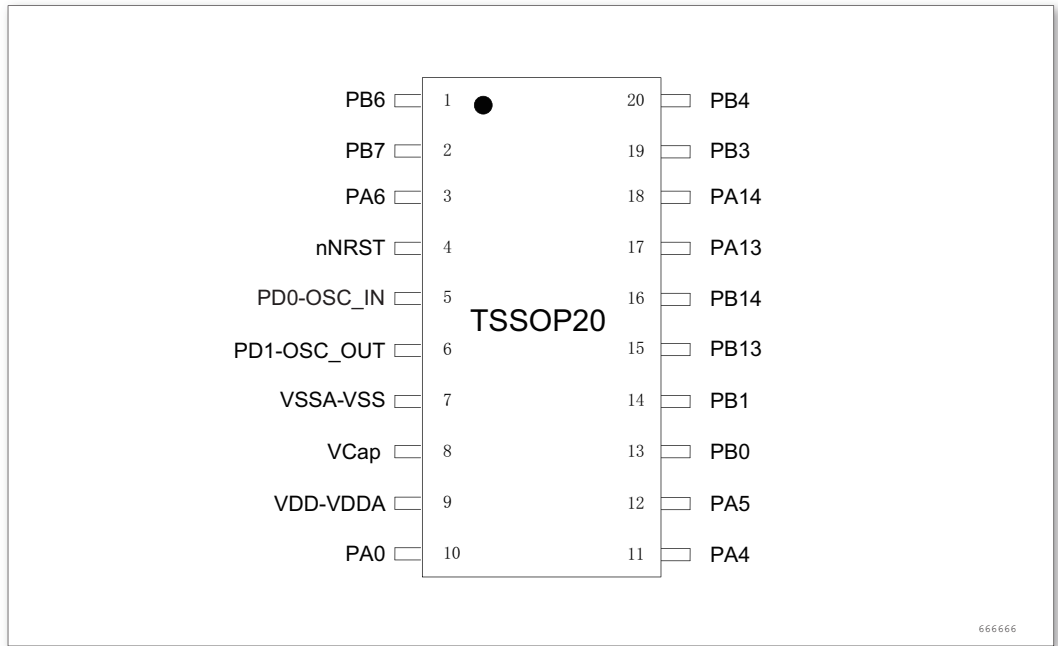 PB6 1 20 PB4
PB7 2 19 PB3
PA6 3 18 PA14
nNRST 4 17 PA13
PD0-OSC_IN 5 16 PB14
TSSOP20
PD1-OSC_OUT 6 15 PB13
VSSA-VSS 7 14 PB1
VCap 8 13 PB0
VDD-VDDA 9 12 PA5
PA0 10 11 PA4
666666